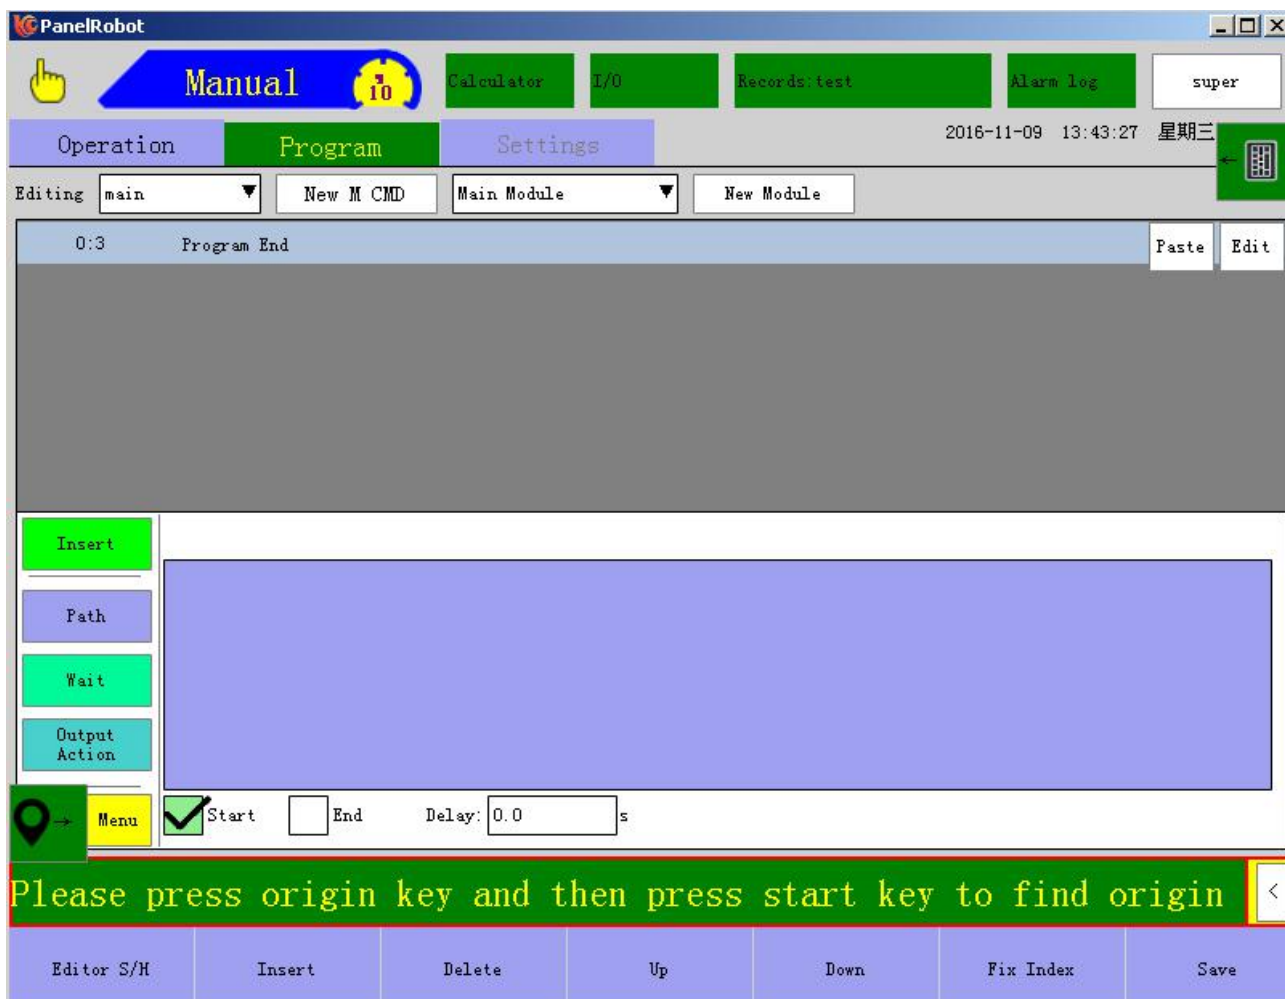 PanelRobot
Manual
10
Calculator
I/O
Records:test
Alarm log
super
Operation
Program
Settings
2016-11-09 13:43:27 星期三
Editing
main
New M CMD
Main Module
New Module
0:3 Program End
Paste
Edit
Insert
Path
Wait
Output
Action
Menu
Start
End
Delay: 0.0 s
Please press origin key and then press start key to find origin
<
Editor S/H
Insert
Delete
Up
Down
Fix Index
Save